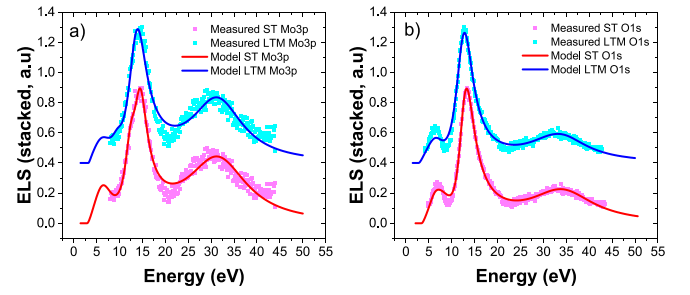 a)
Measured ST Mo3p
Measured LTM Mo3p
Model ST Mo3p
Model LTM Mo3p
ELS (stacked, a.u)
1.4
1.2
1.0
0.8
0.6
0.4
0.2
0.0
0 5 10 15 20 25 30 35 40 45 50 55
Energy (eV)
b)
Measured ST O1s
Measured LTM O1s
Model ST O1s
Model LTM O1s
ELS (stacked, a.u)
1.4
1.2
1.0
0.8
0.6
0.4
0.2
0.0
0 5 10 15 20 25 30 35 40 45 50 55
Energy (eV)